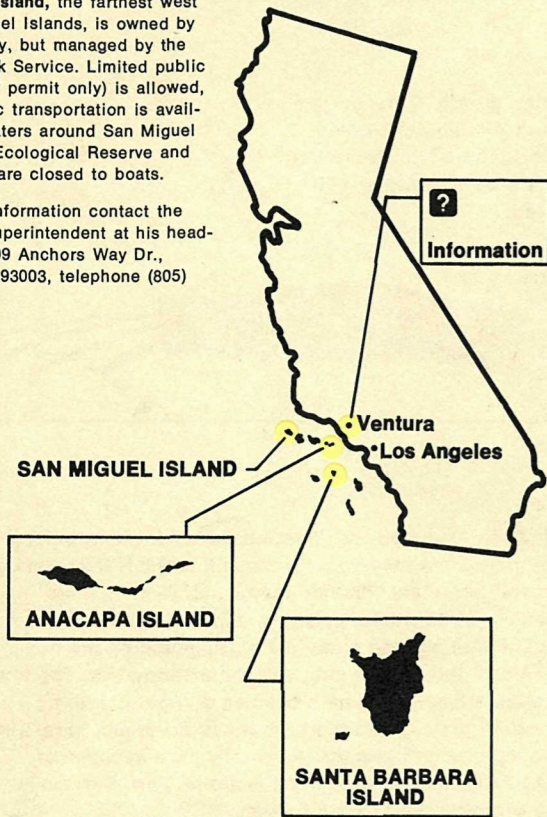 sland, the farthest west
el Islands, is owned by
y, but managed by the
k Service. Limited public
permit only) is allowed,
c transportation is avail-
aters around San Miguel
Ecological Reserve and
are closed to boats.
nformation contact the
uperintendent at his head-
09 Anchors Way Dr.,
93003, telephone (805)
?
Information
Ventura
Los Angeles
SAN MIGUEL ISLAND
ANACAPA ISLAND
SANTA BARBARA
ISLAND